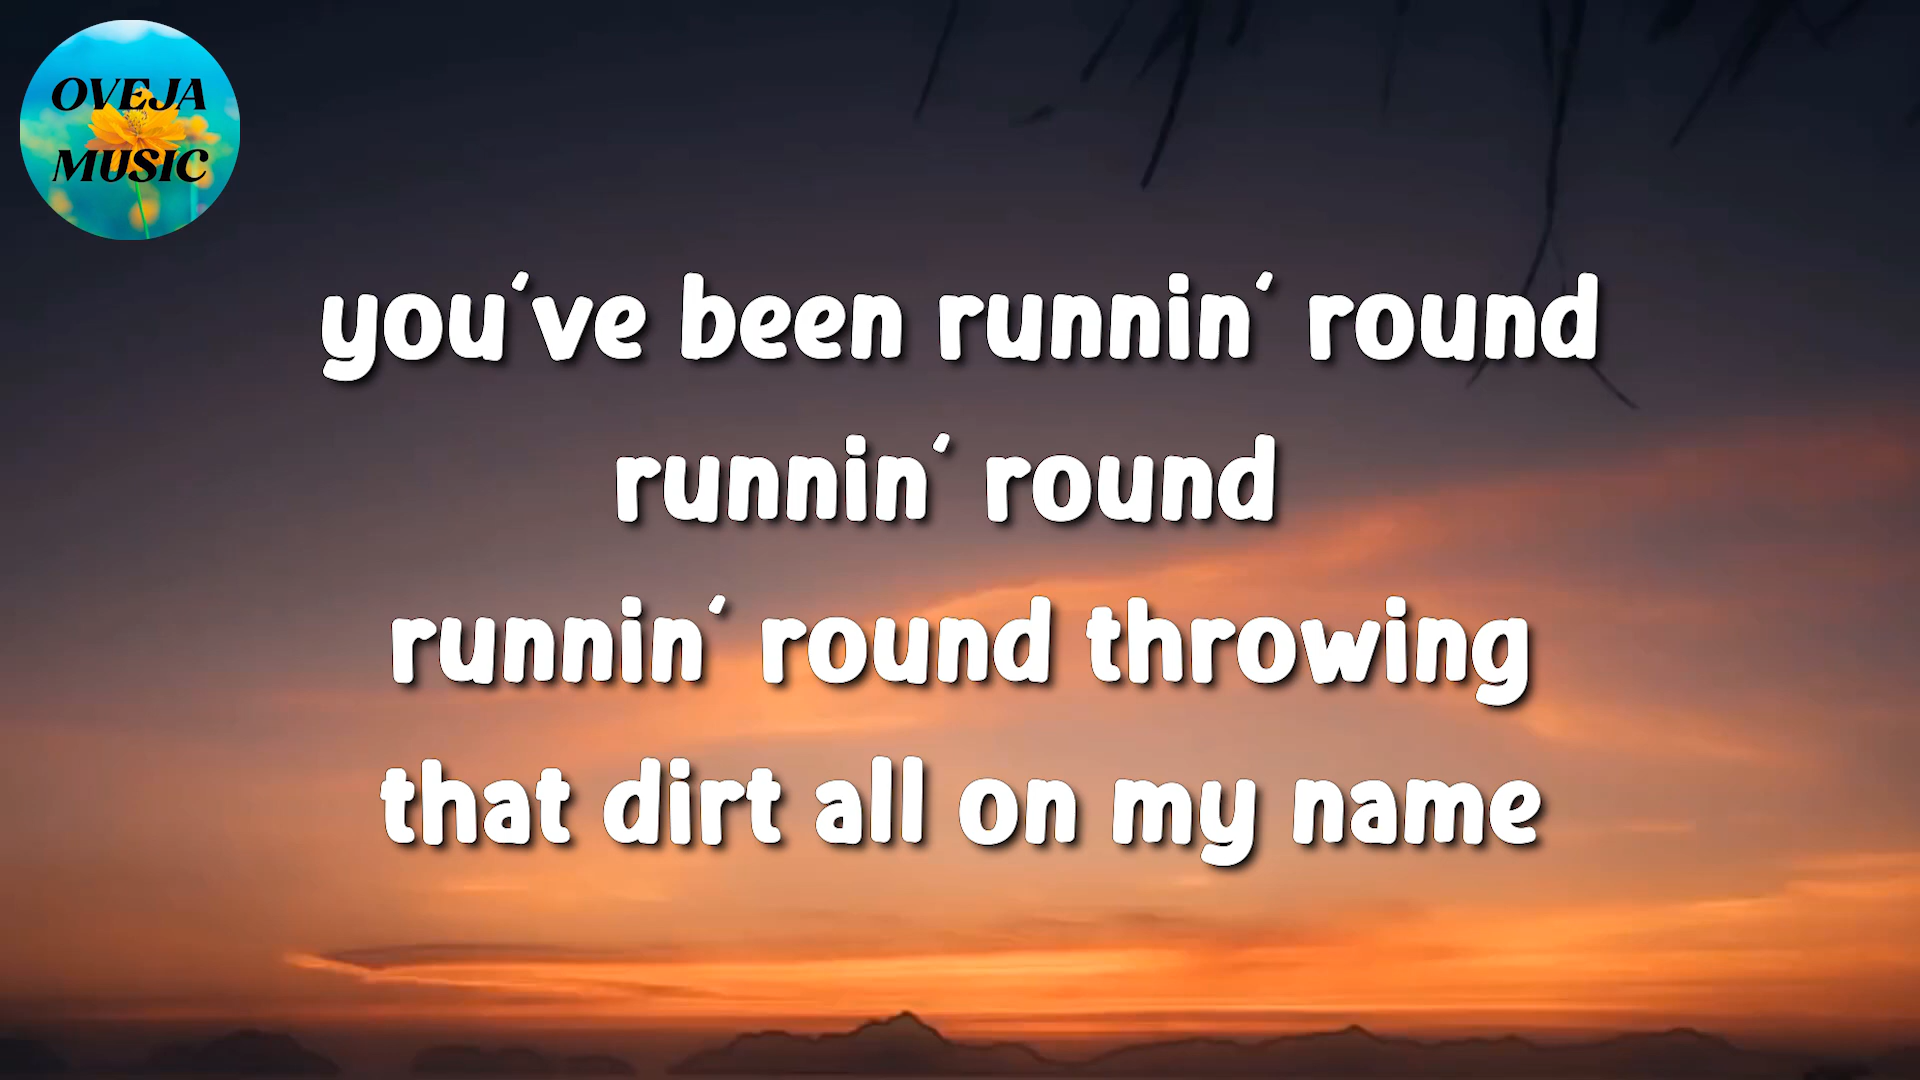 OVEJA
MUSIC
you've been runnin' round
runnin' round
runnin' round throwing
that dirt all on my name